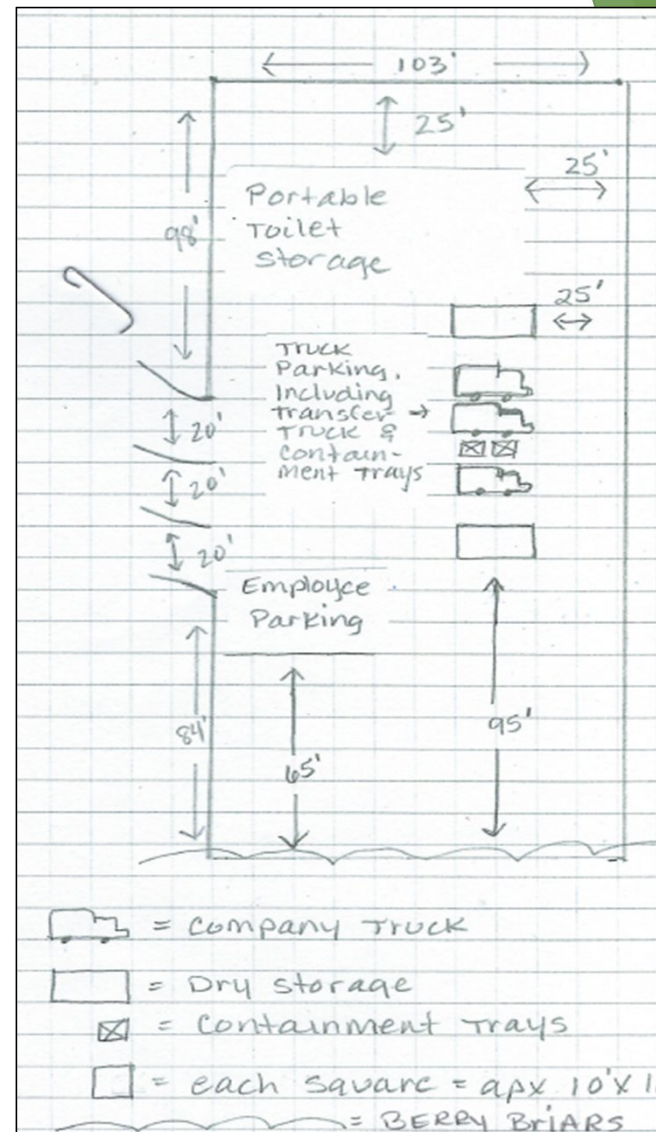 103'
25'
25'
Portable
Toilet
Storage
98'
25'
Truck
Parking,
Including
transfer
Truck &
Contain-
ment Trays
20'
20'
20'
Employee
Parking
84'
65'
95'
= Company Truck
= Dry Storage
= Containment Trays
= each square = apx 10'x 1
= BERRY BRIARS